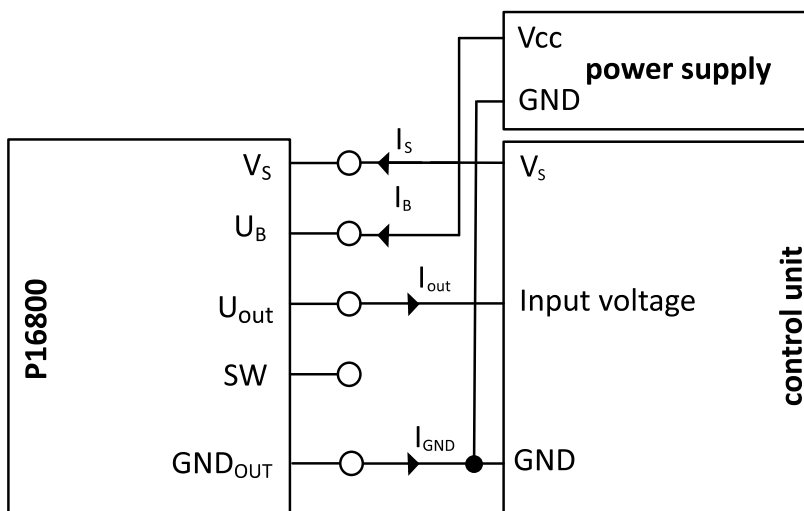 Vcc
power supply
GND
I_S
V_S
V_S
I_B
U_B
I_out
U_out
Input voltage
P16800
control unit
SW
I_GND
GND_OUT
GND